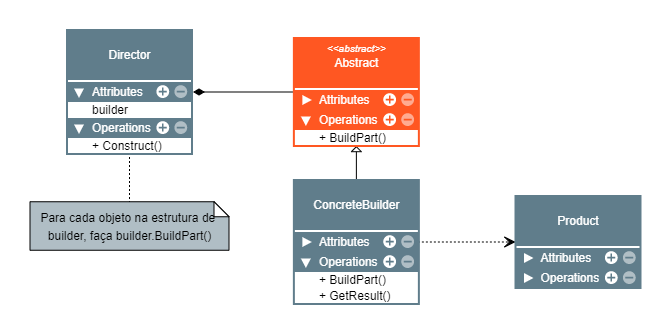 Director
Attributes
builder
Operations
+ Construct()
Para cada objeto na estrutura de
builder, faça builder.BuildPart()
<<abstract>>
Abstract
Attributes
Operations
+ BuildPart()
ConcreteBuilder
Attributes
Operations
+ BuildPart()
+ GetResult()
Product
Attributes
Operations